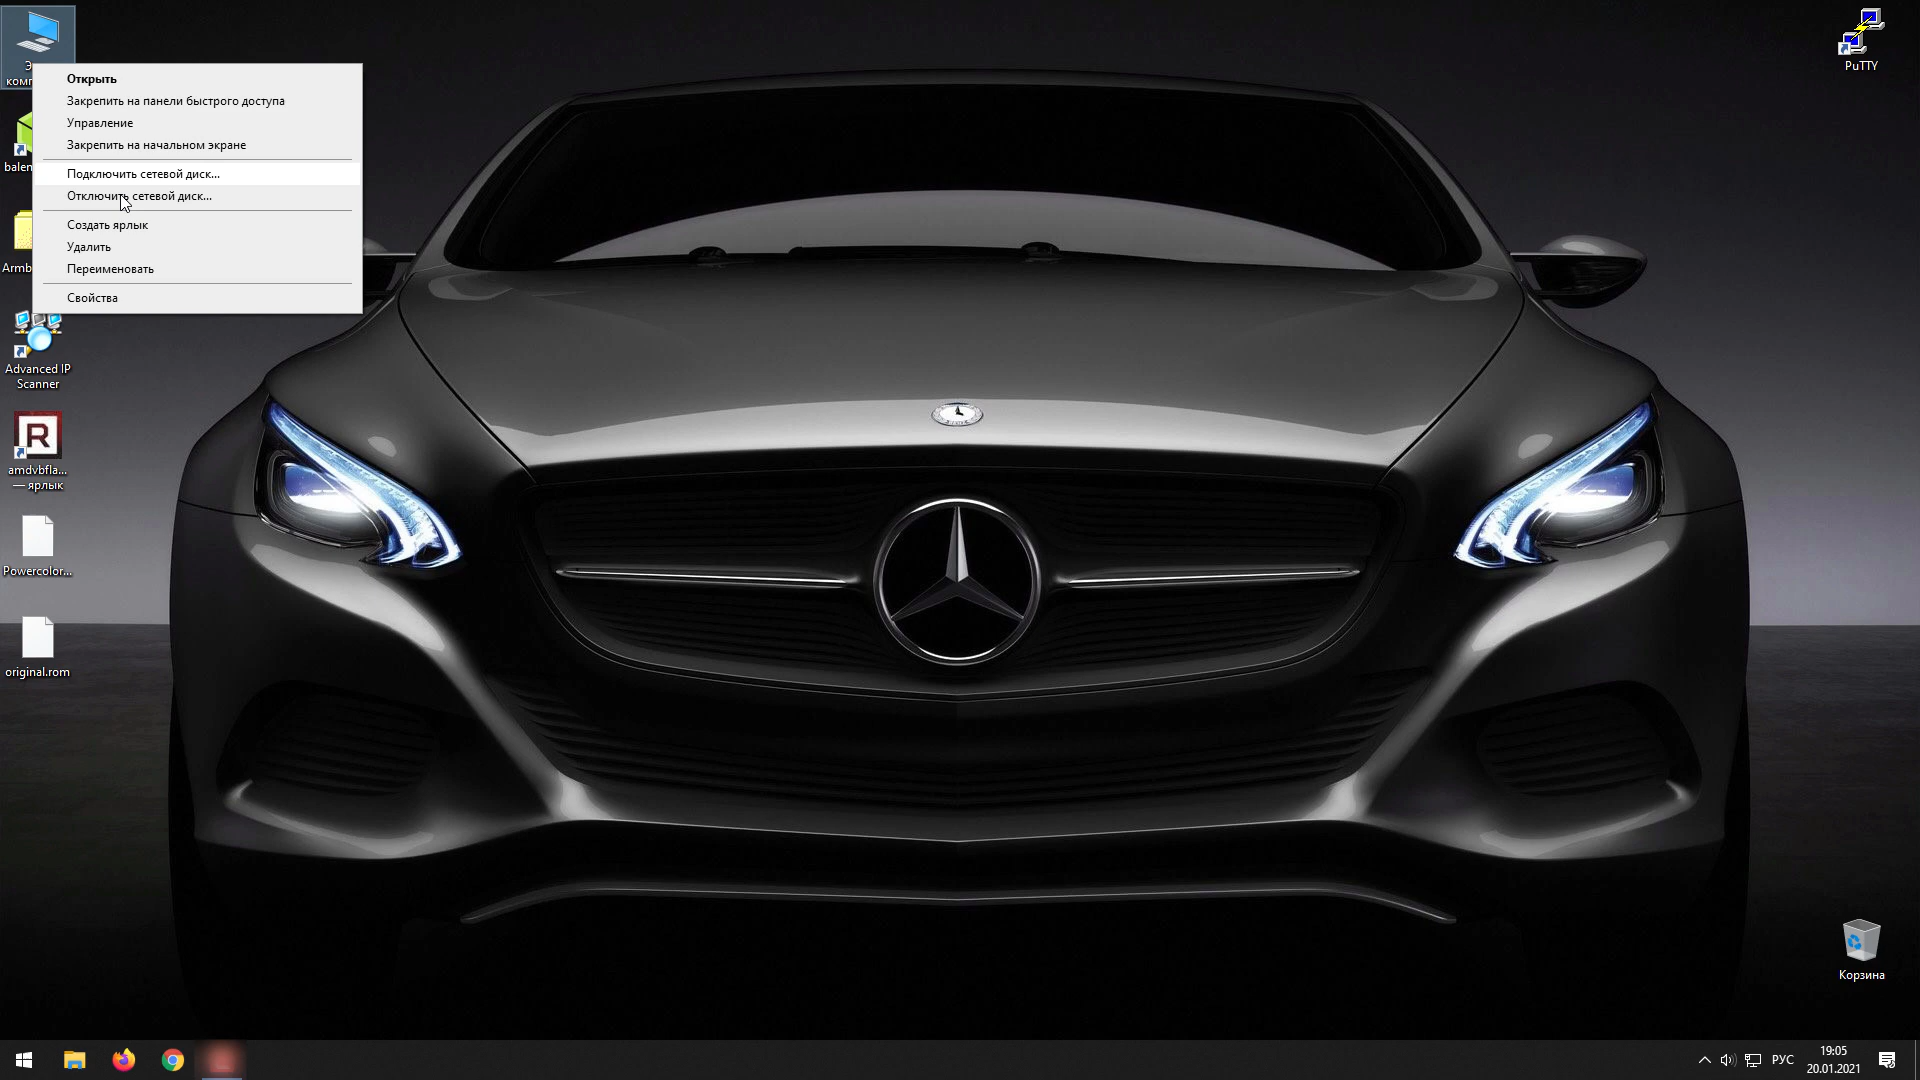 Открыть
Закрепить на панели быстрого доступа
Управление
Закрепить на начальном экране
Подключить сетевой диск...
Отключить сетевой диск...
Создать ярлык
Удалить
Переименовать
Свойства
Advanced IP
Scanner
amdvbfla...
— ярлык
Powercolor...
original.rom
PuTTY
Корзина
РУС
19:05
20.01.2021